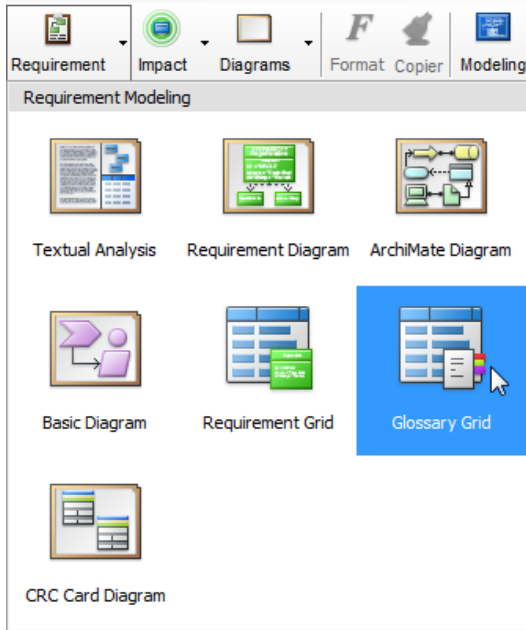 Requirement
Impact
Diagrams
Format
Copier
Modeling
Requirement Modeling
Textual Analysis
Requirement Diagram
ArchiMate Diagram
Basic Diagram
Requirement Grid
Glossary Grid
CRC Card Diagram